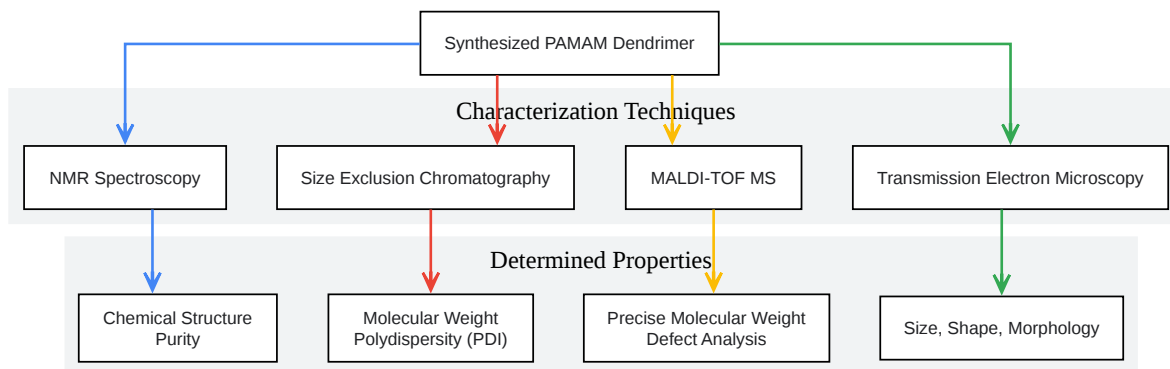 Synthesized PAMAM Dendrimer
Characterization Techniques
NMR Spectroscopy
Size Exclusion Chromatography
MALDI-TOF MS
Transmission Electron Microscopy
Determined Properties
Chemical Structure
Purity
Molecular Weight
Polydispersity (PDI)
Precise Molecular Weight
Defect Analysis
Size, Shape, Morphology